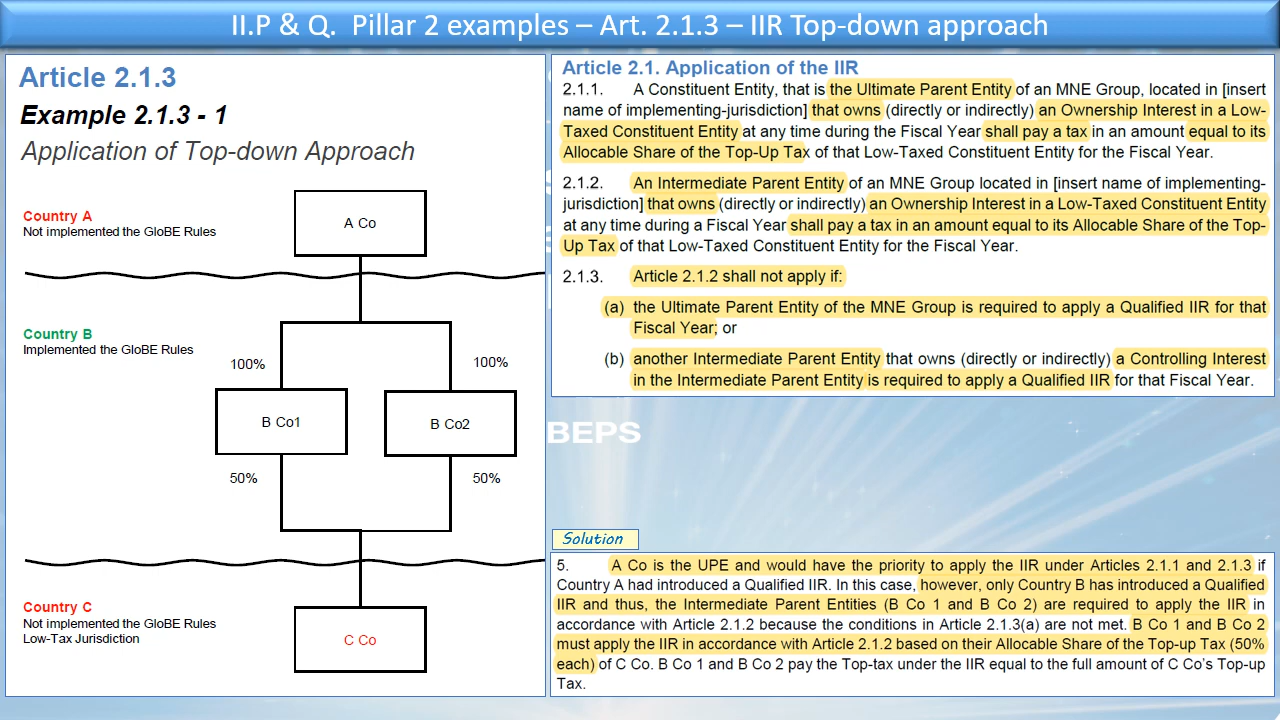 II.P & Q.  Pillar 2 examples – Art. 2.1.3 – IIR Top-down approach
Article 2.1.3
Example 2.1.3 - 1
Application of Top-down Approach
Country A
Not implemented the GloBE Rules
A Co
Country B
Implemented the GloBE Rules
100%
100%
B Co1
B Co2
50%
50%
Country C
Not implemented the GloBE Rules
Low-Tax Jurisdiction
C Co
Article 2.1. Application of the IIR
2.1.1. A Constituent Entity, that is the Ultimate Parent Entity of an MNE Group, located in [insert
name of implementing-jurisdiction] that owns (directly or indirectly) an Ownership Interest in a Low-
Taxed Constituent Entity at any time during the Fiscal Year shall pay a tax in an amount equal to its
Allocable Share of the Top-Up Tax of that Low-Taxed Constituent Entity for the Fiscal Year.
2.1.2. An Intermediate Parent Entity of an MNE Group located in [insert name of implementing-
jurisdiction] that owns (directly or indirectly) an Ownership Interest in a Low-Taxed Constituent Entity
at any time during a Fiscal Year shall pay a tax in an amount equal to its Allocable Share of the Top-
Up Tax of that Low-Taxed Constituent Entity for the Fiscal Year.
2.1.3. Article 2.1.2 shall not apply if:
(a) the Ultimate Parent Entity of the MNE Group is required to apply a Qualified IIR for that
Fiscal Year; or
(b) another Intermediate Parent Entity that owns (directly or indirectly) a Controlling Interest
in the Intermediate Parent Entity is required to apply a Qualified IIR for that Fiscal Year.
BEPS
Solution
5. A Co is the UPE and would have the priority to apply the IIR under Articles 2.1.1 and 2.1.3 if
Country A had introduced a Qualified IIR. In this case, however, only Country B has introduced a Qualified
IIR and thus, the Intermediate Parent Entities (B Co 1 and B Co 2) are required to apply the IIR in
accordance with Article 2.1.2 because the conditions in Article 2.1.3(a) are not met. B Co 1 and B Co 2
must apply the IIR in accordance with Article 2.1.2 based on their Allocable Share of the Top-up Tax (50%
each) of C Co. B Co 1 and B Co 2 pay the Top-tax under the IIR equal to the full amount of C Co's Top-up
Tax.